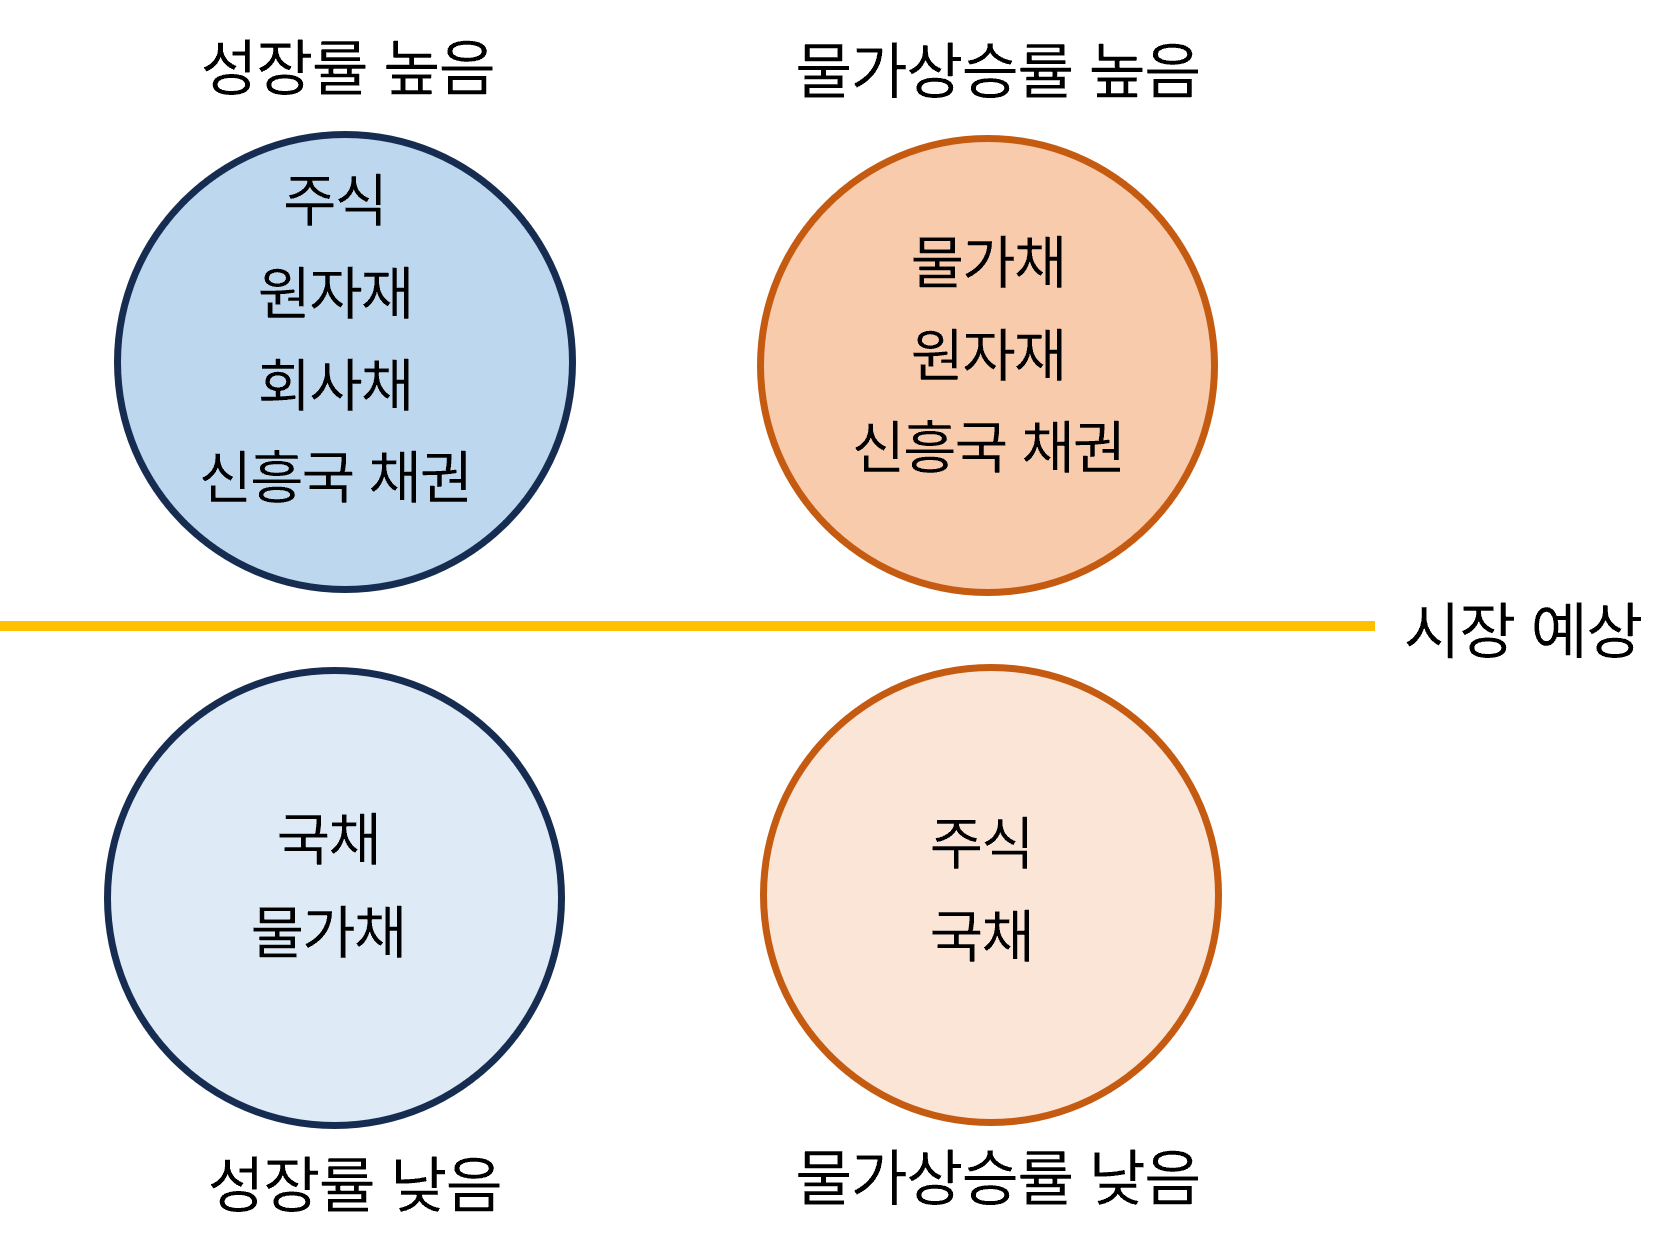 성장률 높음
주식
원자재
회사채
신흥국 채권
물가상승률 높음
물가채
원자재
신흥국 채권
시장 예상
국채
물가채
성장률 낮음
주식
국채
물가상승률 낮음